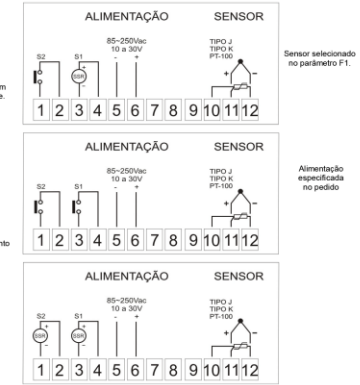 ALIMENTAÇÃO SENSOR
85~250Vac
10 a 30V
- +
TIPO J
TIPO K
PT-100
S2 S1
SSR
+ -
1 2 3 4 5 6 7 8 9 10 11 12
Sensor selecionado
no parâmetro F1.
m
e.
ALIMENTAÇÃO SENSOR
85~250Vac
10 a 30V
- +
TIPO J
TIPO K
PT-100
S2 S1
+ -
1 2 3 4 5 6 7 8 9 10 11 12
Alimentação
especificada
no pedido
nto
ALIMENTAÇÃO SENSOR
85~250Vac
10 a 30V
- +
TIPO J
TIPO K
PT-100
S2 S1
SSR SSR
+ -
1 2 3 4 5 6 7 8 9 10 11 12